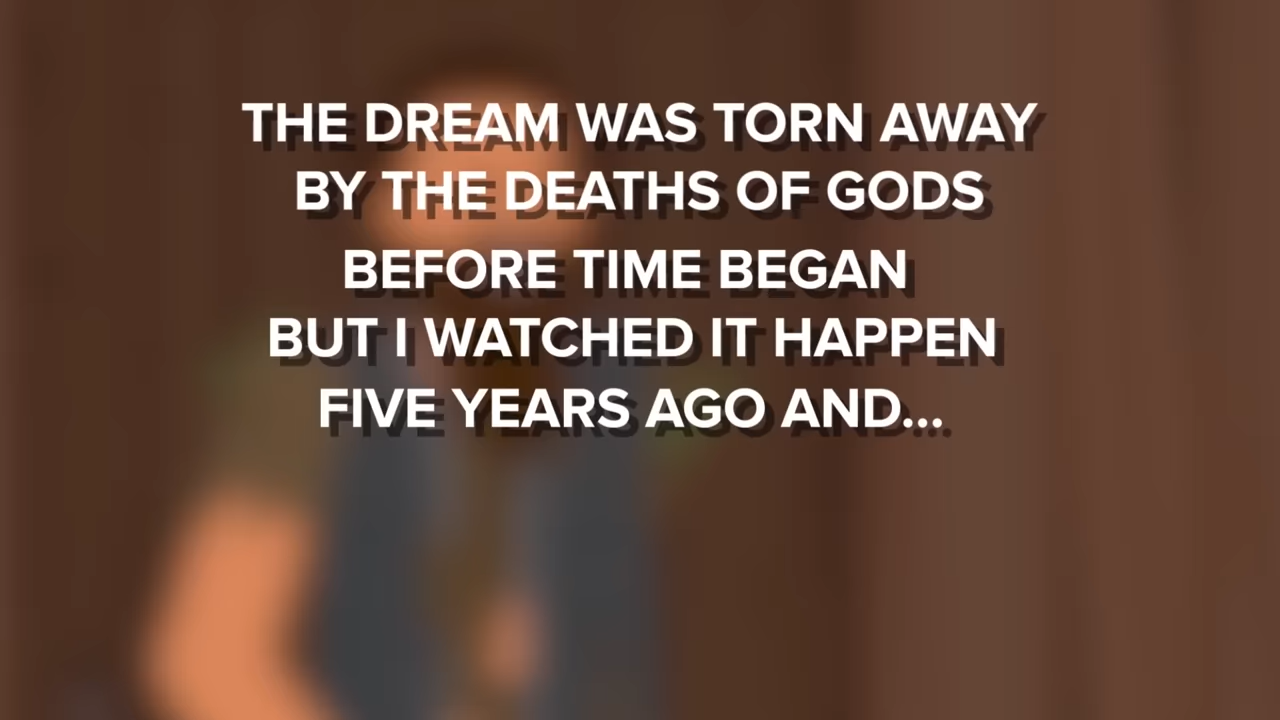 THE DREAM WAS TORN AWAY
BY THE DEATHS OF GODS
BEFORE TIME BEGAN
BUT I WATCHED IT HAPPEN
FIVE YEARS AGO AND...